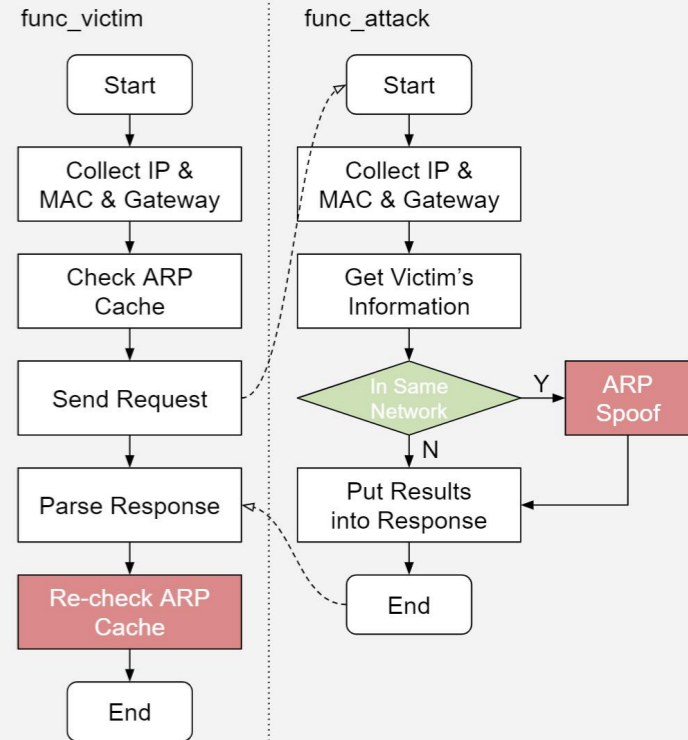 func_victim
Start
Collect IP &
MAC & Gateway
Check ARP
Cache
Send Request
Parse Response
Re-check ARP
Cache
End
func_attack
Start
Collect IP &
MAC & Gateway
Get Victim's
Information
In Same
Network
Y
ARP
Spoof
N
Put Results
into Response
End